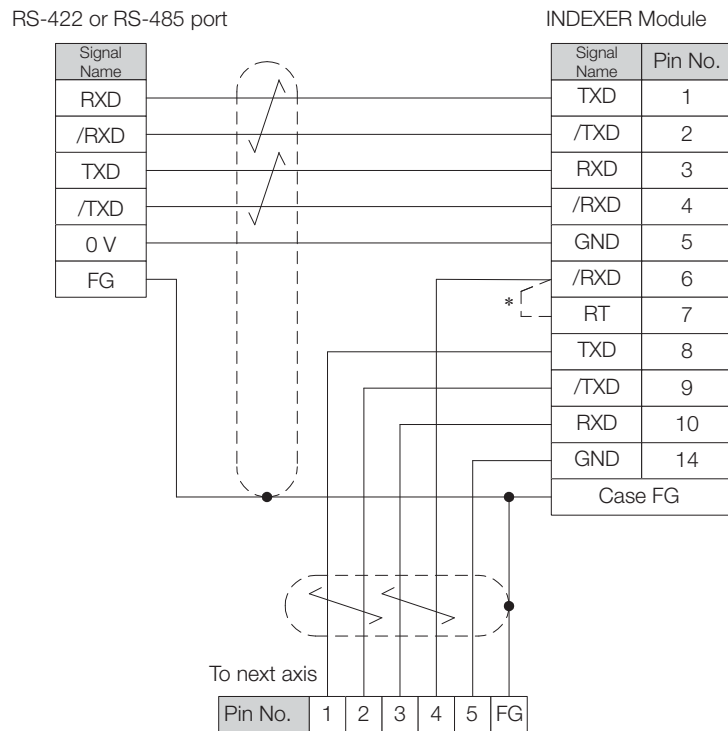 RS-422 or RS-485 port
INDEXER Module
Signal
Name
RXD
/RXD
TXD
/TXD
0 V
FG
Signal
Name
Pin No.
TXD 1
/TXD 2
RXD 3
/RXD 4
GND 5
/RXD 6
*
RT 7
TXD 8
/TXD 9
RXD 10
GND 14
Case FG
To next axis
Pin No. 1 2 3 4 5 FG